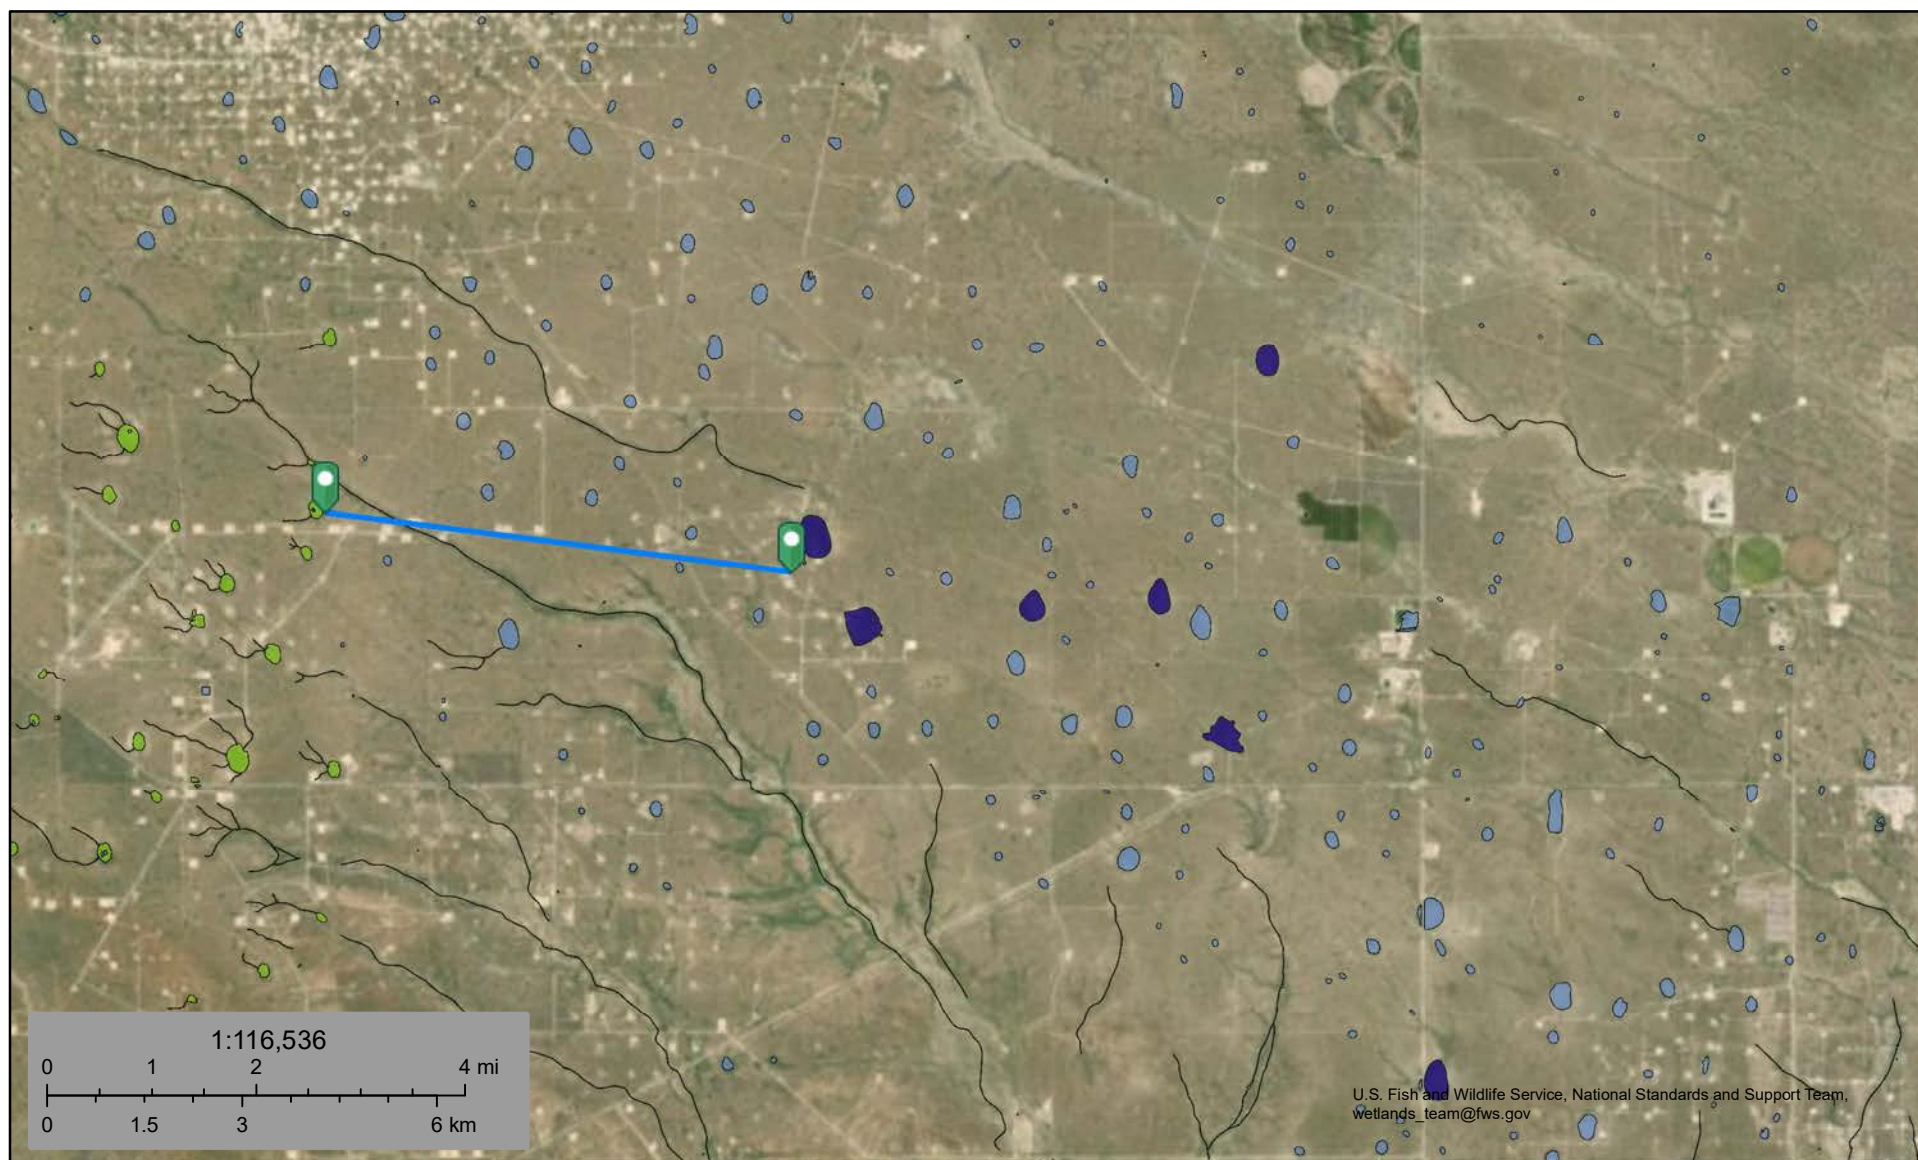 1:116,536
0 1 2 4 mi
0 1.5 3 6 km
U.S. Fish and Wildlife Service, National Standards and Support Team,
wetlands_team@fws.gov